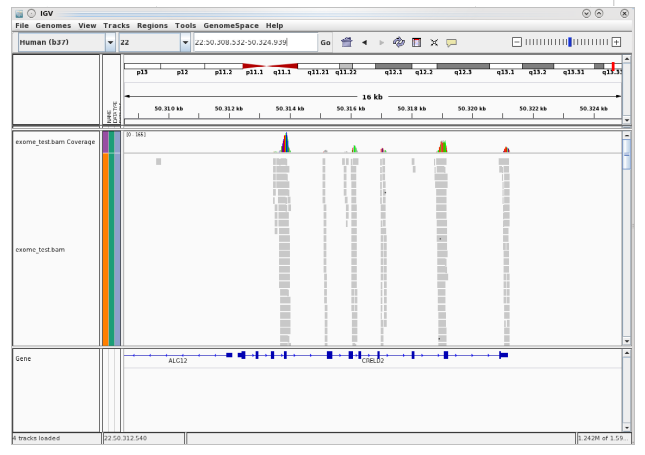 IGV
File Genomes View Tracks Regions Tools GenomeSpace Help
Human (b37) 22 22:50.308.532-50.324.939 Go
p13 p12 p11.2 p11.1 q11.1 q11.21 q11.22 q12.1 q12.2 q12.3 q13.1 q13.2 q13.31 q13.33
16 kb
50.310 kb 50.312 kb 50.314 kb 50.316 kb 50.318 kb 50.320 kb 50.322 kb 50.324 kb
NAME
DATA TYPE
exome_test.bam Coverage
[0 - 166]
exome_test.bam
Gene
ALG12 CRELD2
4 tracks loaded 22:50.312.540 1.242M of 1.59...